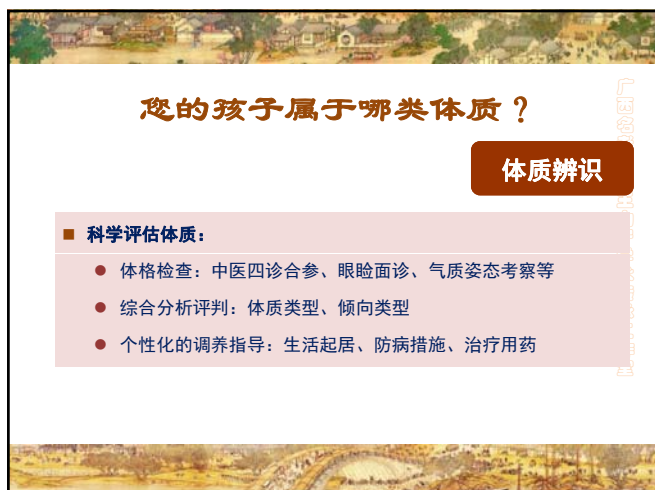 您的孩子属于哪类体质？
体质辨识
科学评估体质：
体格检查：中医四诊合参、眼睑面诊、气质姿态考察等
综合分析评判：体质类型、倾向类型
个性化的调养指导：生活起居、防病措施、治疗用药